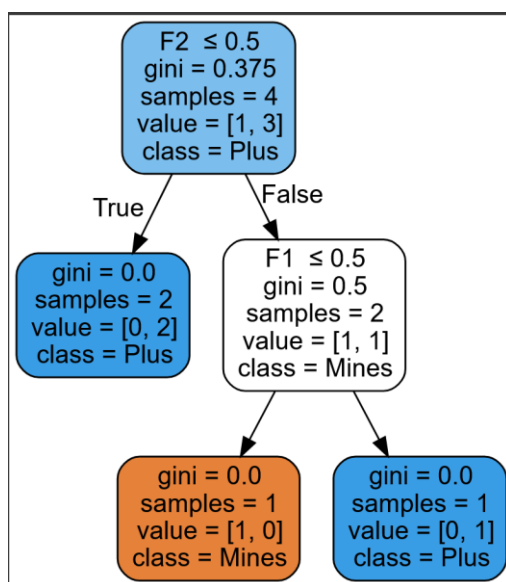 F2 ≤ 0.5
gini = 0.375
samples = 4
value = [1, 3]
class = Plus
True
False
gini = 0.0
samples = 2
value = [0, 2]
class = Plus
F1 ≤ 0.5
gini = 0.5
samples = 2
value = [1, 1]
class = Mines
gini = 0.0
samples = 1
value = [1, 0]
class = Mines
gini = 0.0
samples = 1
value = [0, 1]
class = Plus